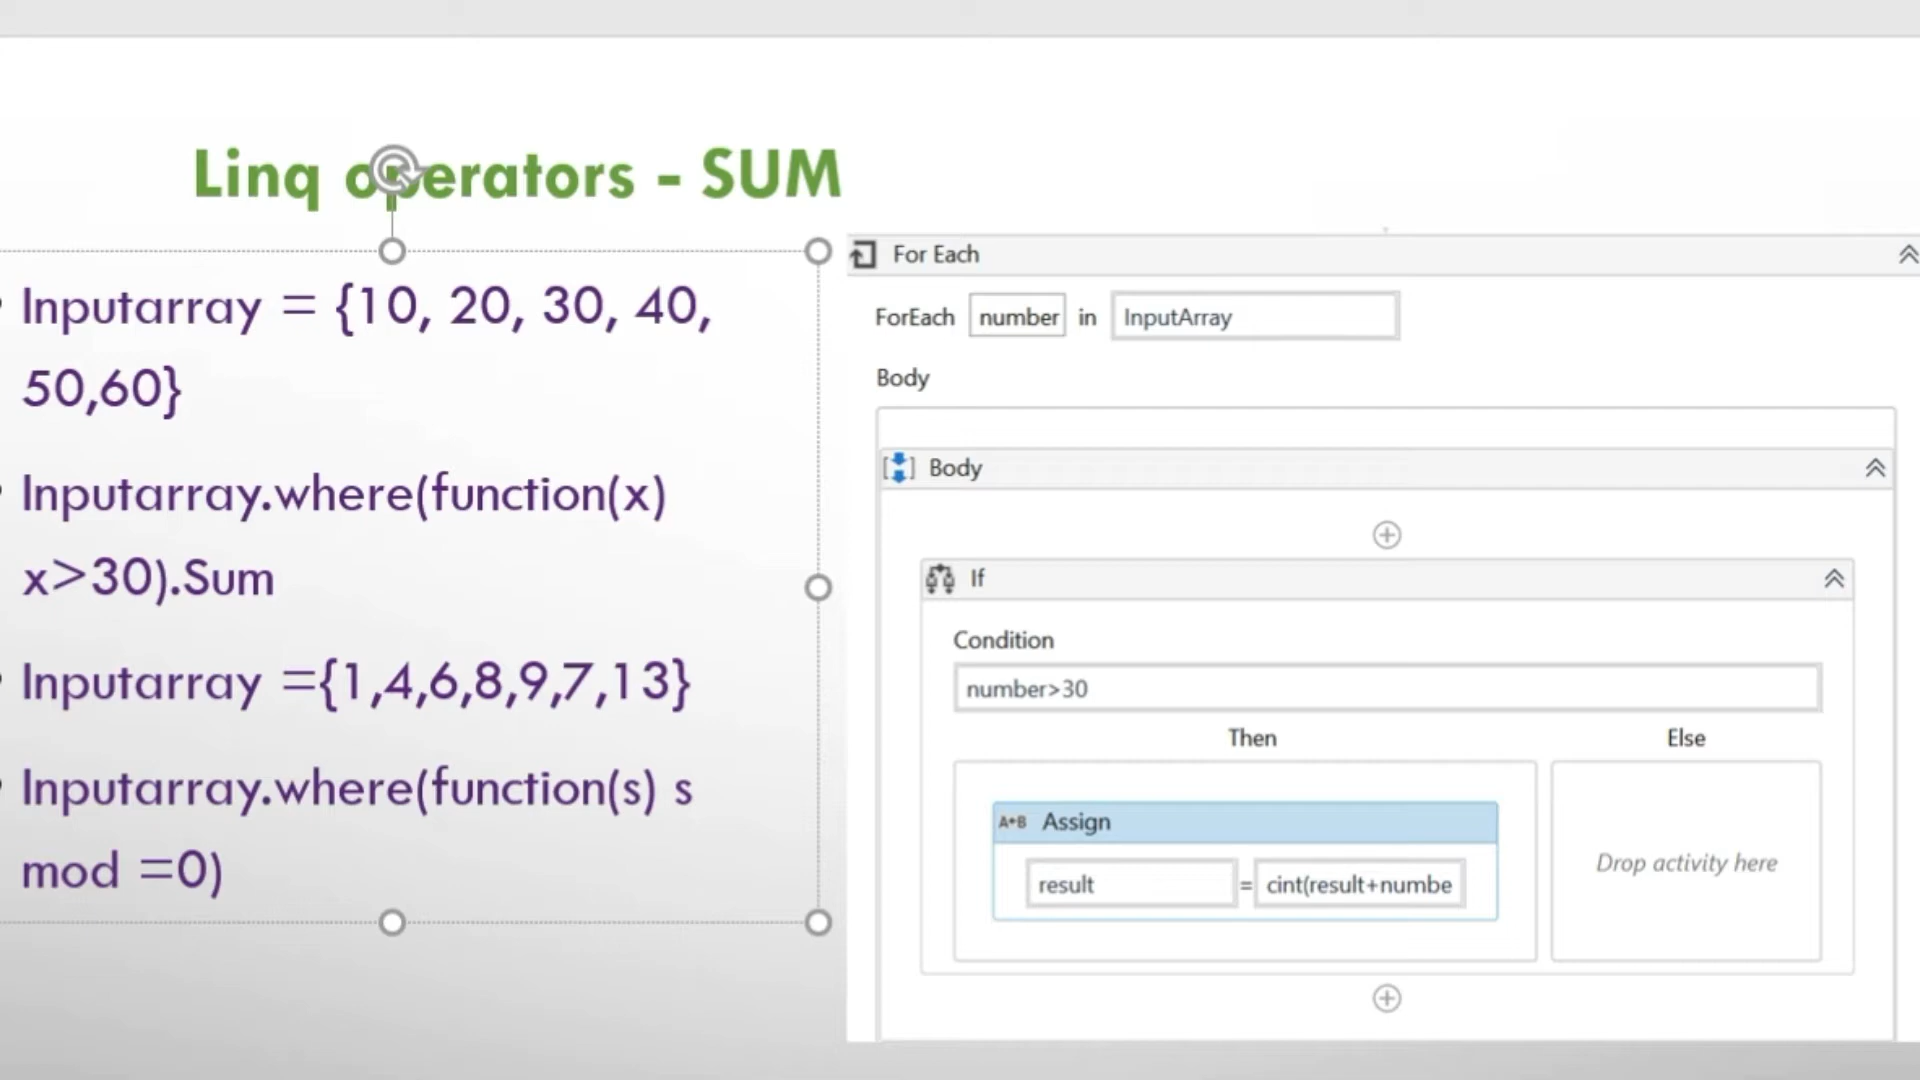 Linq operators - SUM
Inputarray = {10, 20, 30, 40,
50,60}
Inputarray.where(function(x)
x>30).Sum
Inputarray ={1,4,6,8,9,7,13}
Inputarray.where(function(s) s
mod =0)
For Each
ForEach number in InputArray
Body
Body
If
Condition
number>30
Then Else
A+B Assign
result = cint(result+numbe
Drop activity here